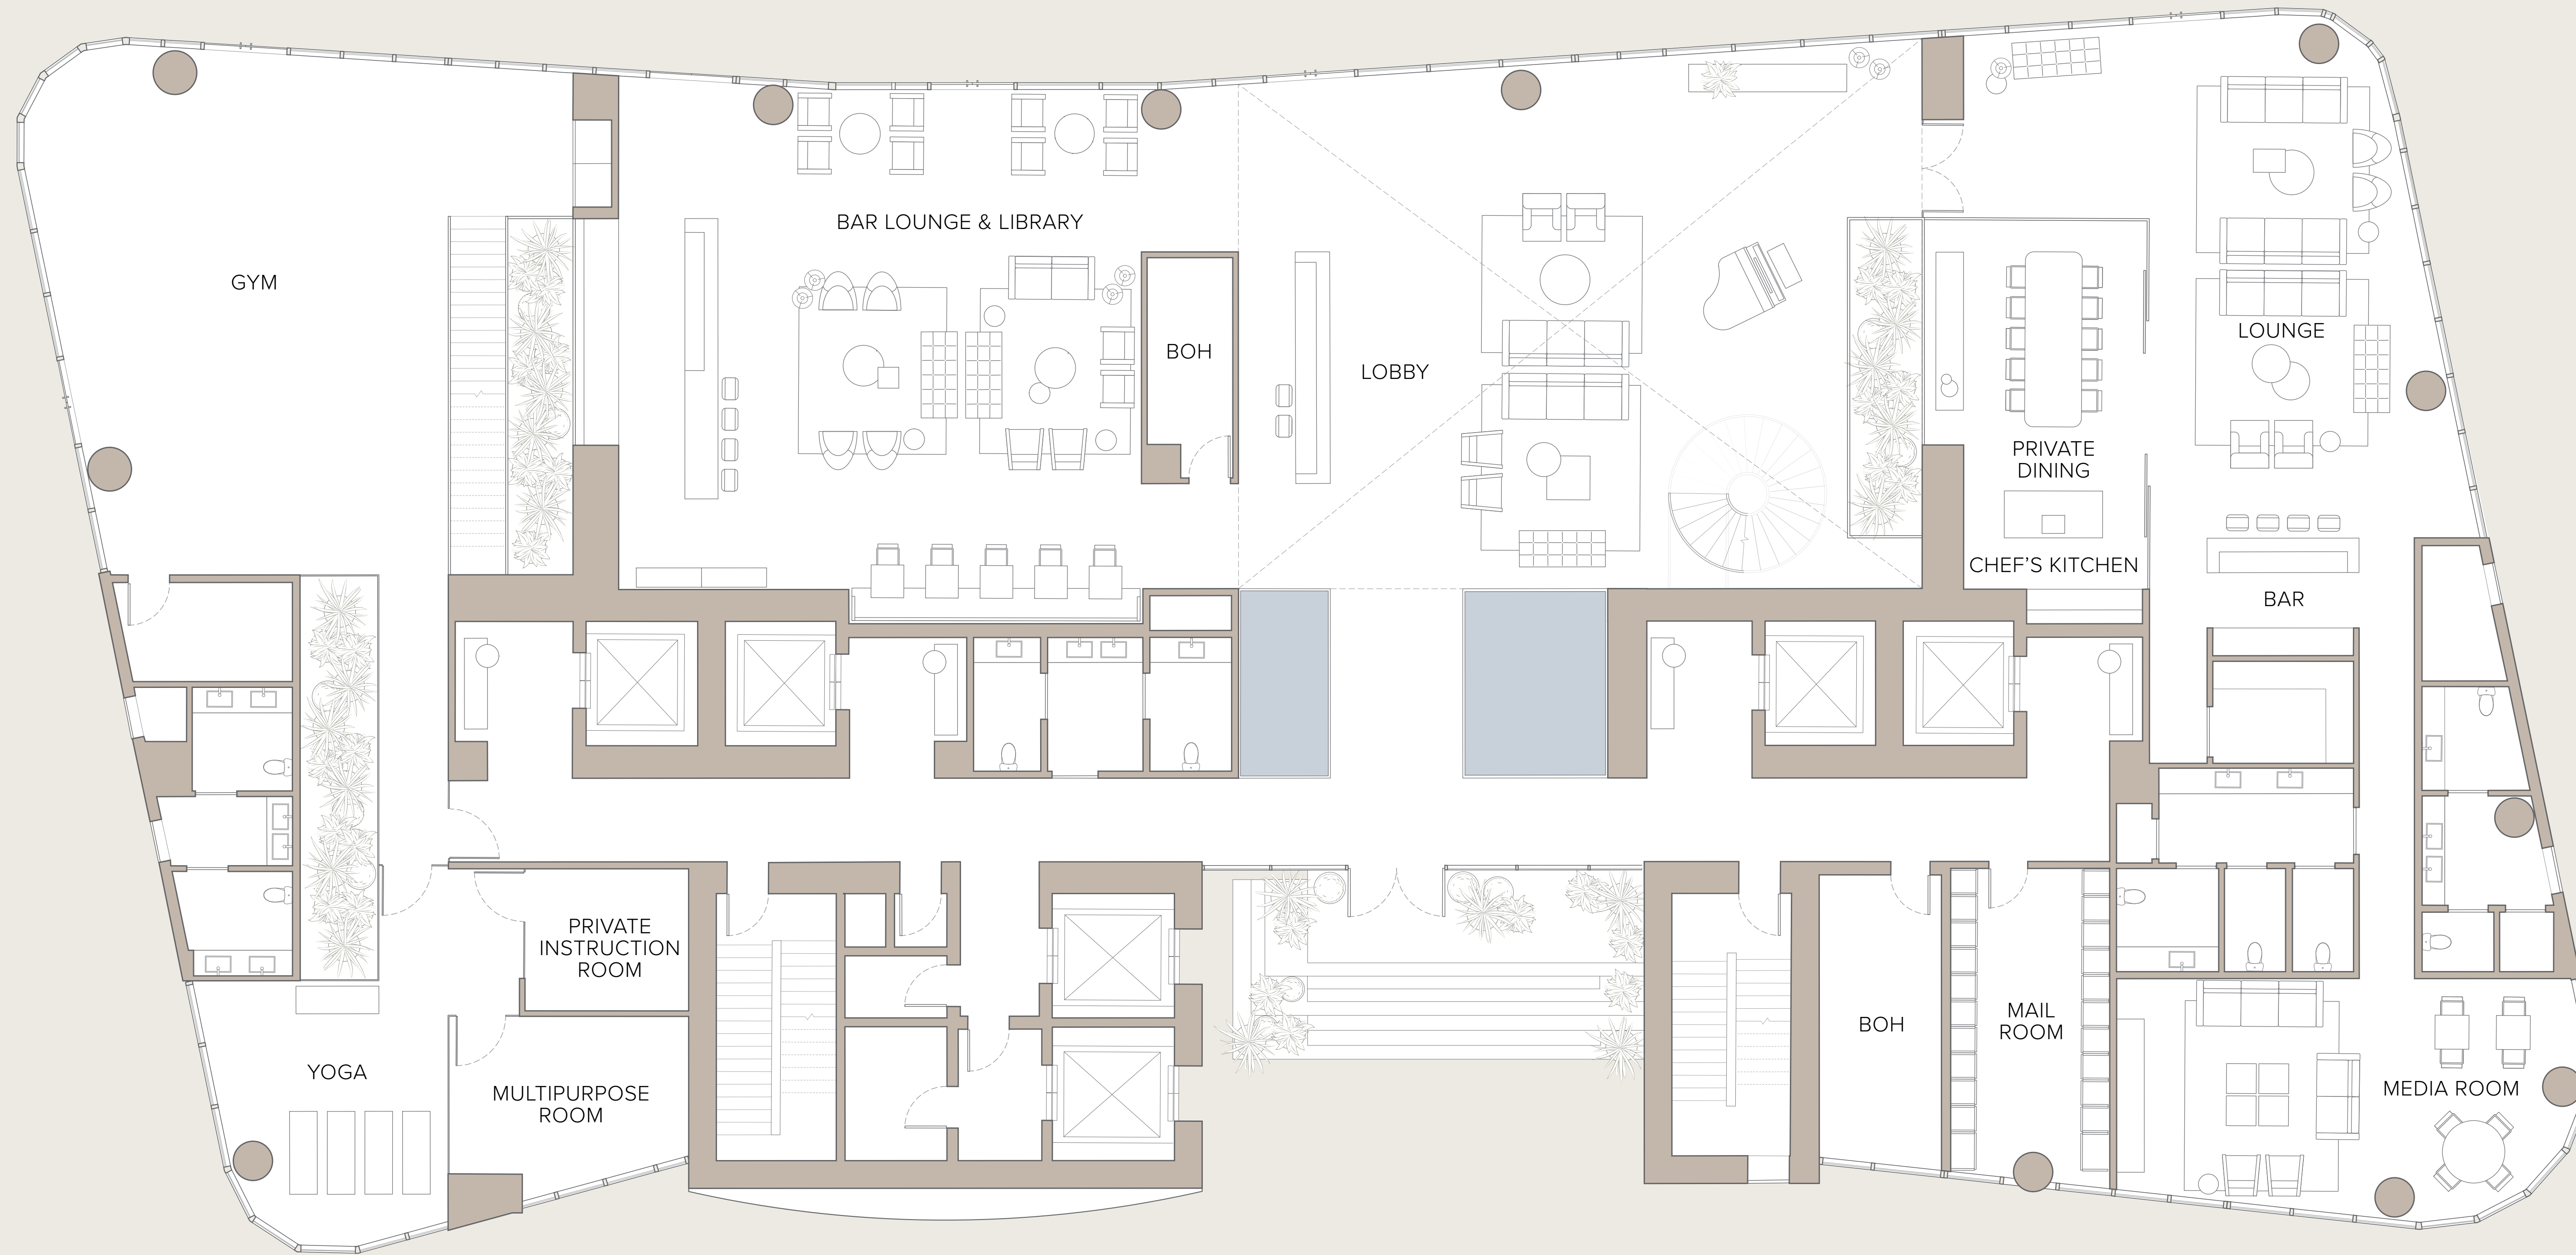 BAR LOUNGE & LIBRARY
GYM
BOH
LOBBY
LOUNGE
PRIVATE
DINING
CHEF’S KITCHEN
BAR
PRIVATE
INSTRUCTION
ROOM
YOGA
MULTIPURPOSE
ROOM
BOH
MAIL
ROOM
MEDIA ROOM